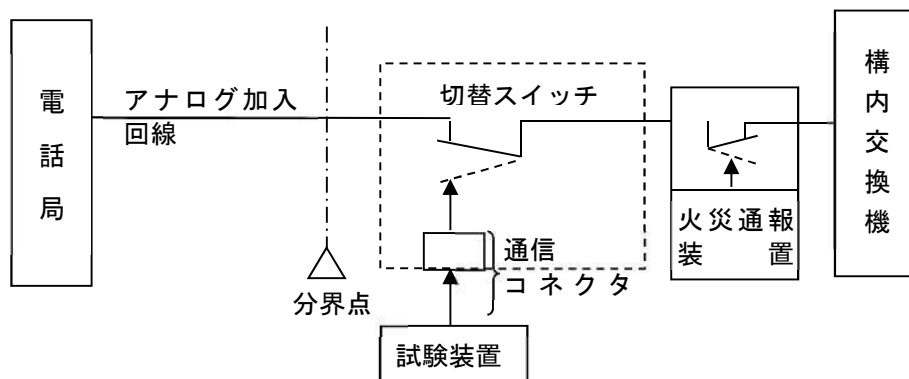 電話局
アナログ加入
回線
分界点
切替スイッチ
通信
コネクタ
試験装置
火災通報
装置
構内交換機